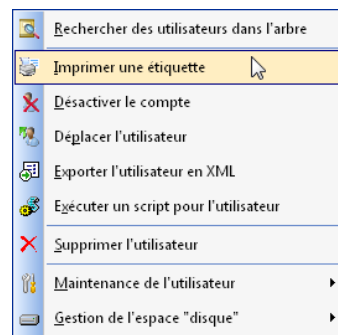 Rechercher des utilisateurs dans l'arbre
Imprimer une étiquette
Désactiver le compte
Déplacer l'utilisateur
Exporter l'utilisateur en XML
Exécuter un script pour l'utilisateur
Supprimer l'utilisateur
Maintenance de l'utilisateur
Gestion de l'espace "disque"